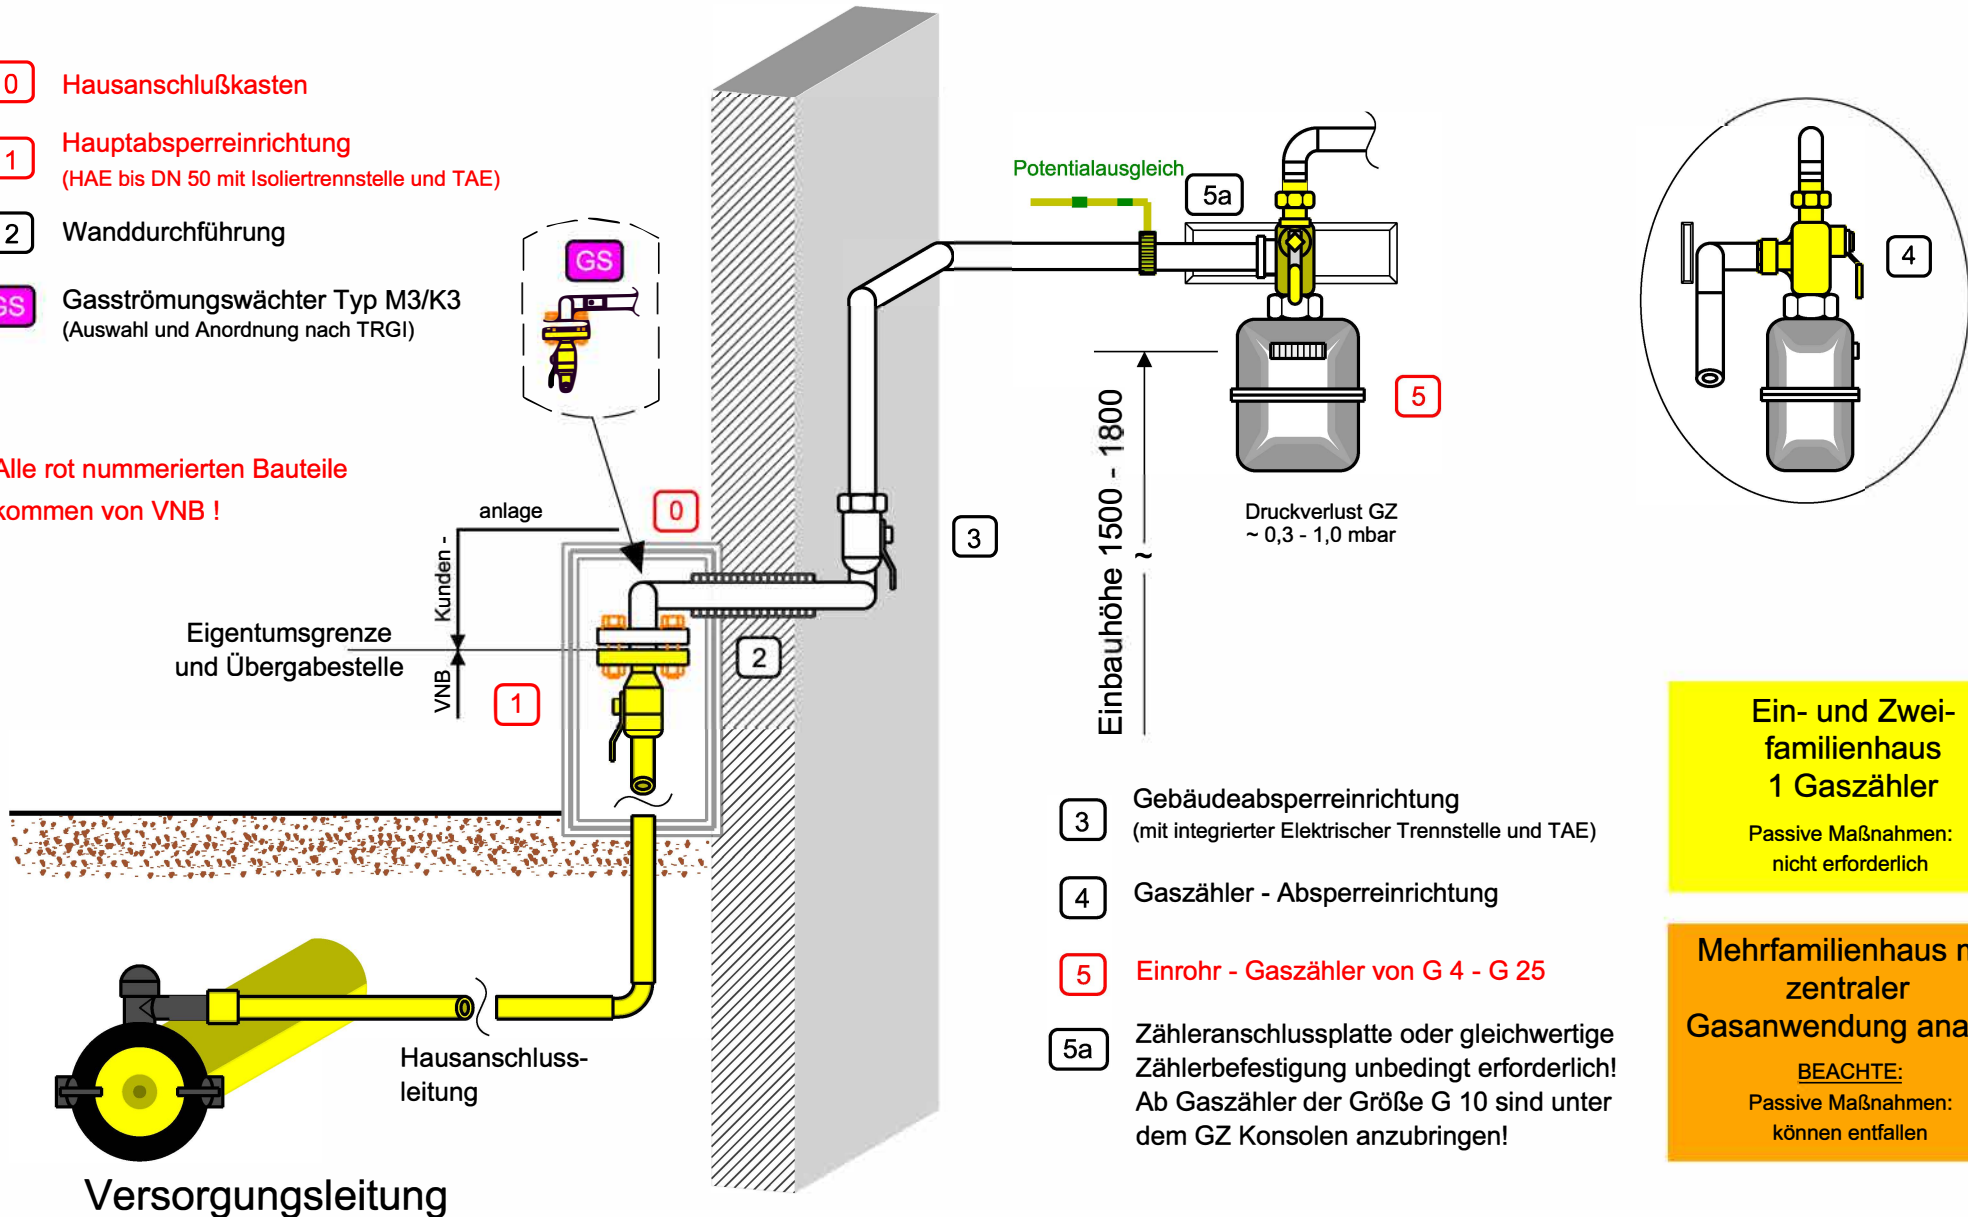 0 Hausanschlußkasten
1 Hauptabsperreinrichtung
(HAE bis DN 50 mit Isoliertrennstelle und TAE)
2 Wanddurchführung
GS Gasströmungswächter Typ M3/K3
(Auswahl und Anordnung nach TRGI)
Alle rot nummerierten Bauteile
kommen von VNB !
GS
anlage
Kunden -
VNB
Eigentumsgrenze
und Übergabestelle
0
1
2
3
Potentialausgleich
5a
5
4
Einbauhöhe 1500 - 1800
~
Druckverlust GZ
~ 0,3 - 1,0 mbar
3 Gebäudeabsperreinrichtung
(mit integrierter Elektrischer Trennstelle und TAE)
4 Gaszähler - Absperreinrichtung
5 Einrohr - Gaszähler von G 4 - G 25
5a Zähleranschlussplatte oder gleichwertige
Zählerbefestigung unbedingt erforderlich!
Ab Gaszähler der Größe G 10 sind unter
dem GZ Konsolen anzubringen!
Ein- und Zwei-
familienhaus
1 Gaszähler
Passive Maßnahmen:
nicht erforderlich
Mehrfamilienhaus
zentraler
Gasanwendung
BEACHTE:
Passive Maßnahmen:
können entfallen
Hausanschluss-
leitung
Versorgungsleitung